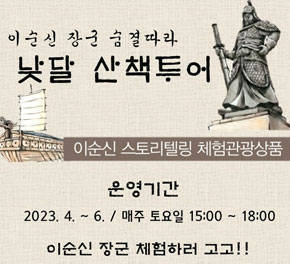 이순신 장군 숨결따라
낮달 산책투어
이순신 스토리텔링 체험관광상품
운영기간
2023. 4. ~ 6. / 매주 토요일 15:00 ~ 18:00
이순신 장군 체험하러 고고!!